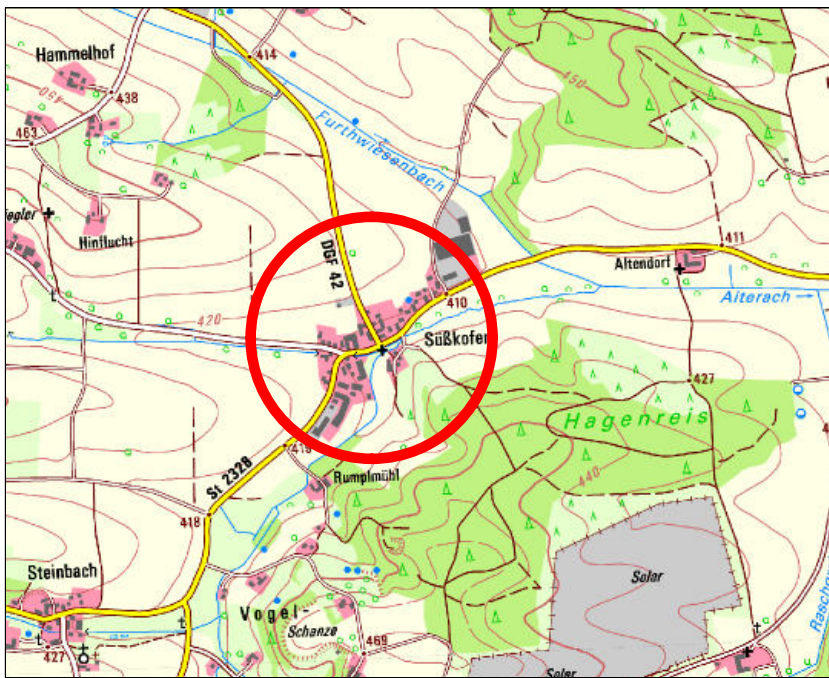 Hammelhof
414
438
450
450
463
Furthwiesenbach
Hinflucht
DGF 42
411
Altendorf
410
Alterach
420
Süßkofen
427
Hagenreis
419
St 2328
Rumplmühl
440
418
Steinbach
Solar
Vogel-
Schanze
427
469
Solar